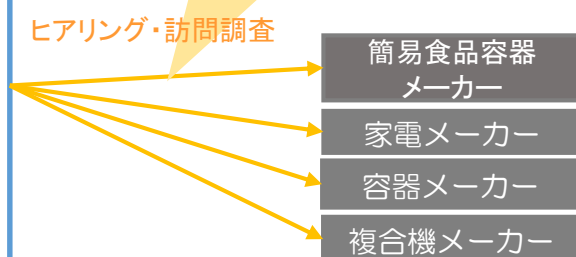 ヒアリング・訪問調査
簡易食品容器
メーカー
家電メーカー
容器メーカー
複合機メーカー